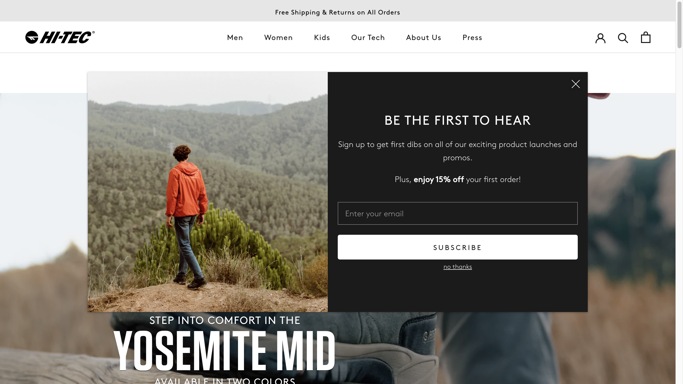 Free Shipping & Returns on All Orders
HI-TEC®
Men Women Kids Our Tech About Us Press
BE THE FIRST TO HEAR
Sign up to get first dibs on all of our exciting product launches and
promos.
Plus, enjoy 15% off your first order!
Enter your email
SUBSCRIBE
no thanks
STEP INTO COMFORT IN THE
YOSEMITE MID
AVAILABLE IN TWO COLORS